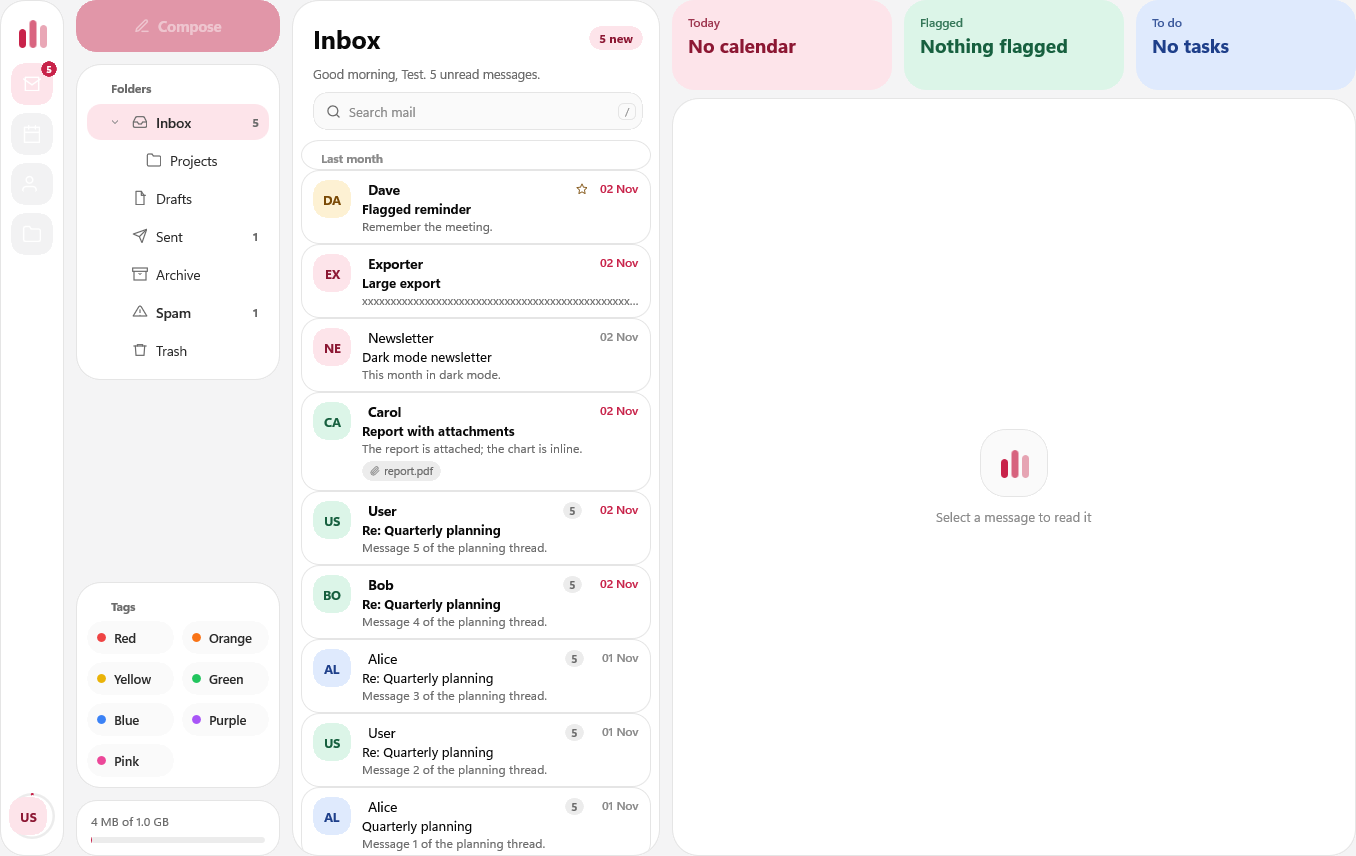 5
US
Compose
Folders
Inbox 5
Projects
Drafts
Sent 1
Archive
Spam 1
Trash
Tags
Red Orange
Yellow Green
Blue Purple
Pink
4 MB of 1.0 GB
Inbox 5 new
Good morning, Test. 5 unread messages.
Search mail /
Last month
DA Dave 02 Nov
Flagged reminder
Remember the meeting.
EX Exporter 02 Nov
Large export
xxxxxxxxxxxxxxxxxxxxxxxxxxxxxxxxxxxxxxxxxxxxxxx...
NE Newsletter 02 Nov
Dark mode newsletter
This month in dark mode.
CA Carol 02 Nov
Report with attachments
The report is attached; the chart is inline.
report.pdf
US User 5 02 Nov
Re: Quarterly planning
Message 5 of the planning thread.
BO Bob 5 02 Nov
Re: Quarterly planning
Message 4 of the planning thread.
AL Alice 5 01 Nov
Re: Quarterly planning
Message 3 of the planning thread.
US User 5 01 Nov
Re: Quarterly planning
Message 2 of the planning thread.
AL Alice 5 01 Nov
Quarterly planning
Message 1 of the planning thread.
Today
No calendar
Flagged
Nothing flagged
To do
No tasks
Select a message to read it